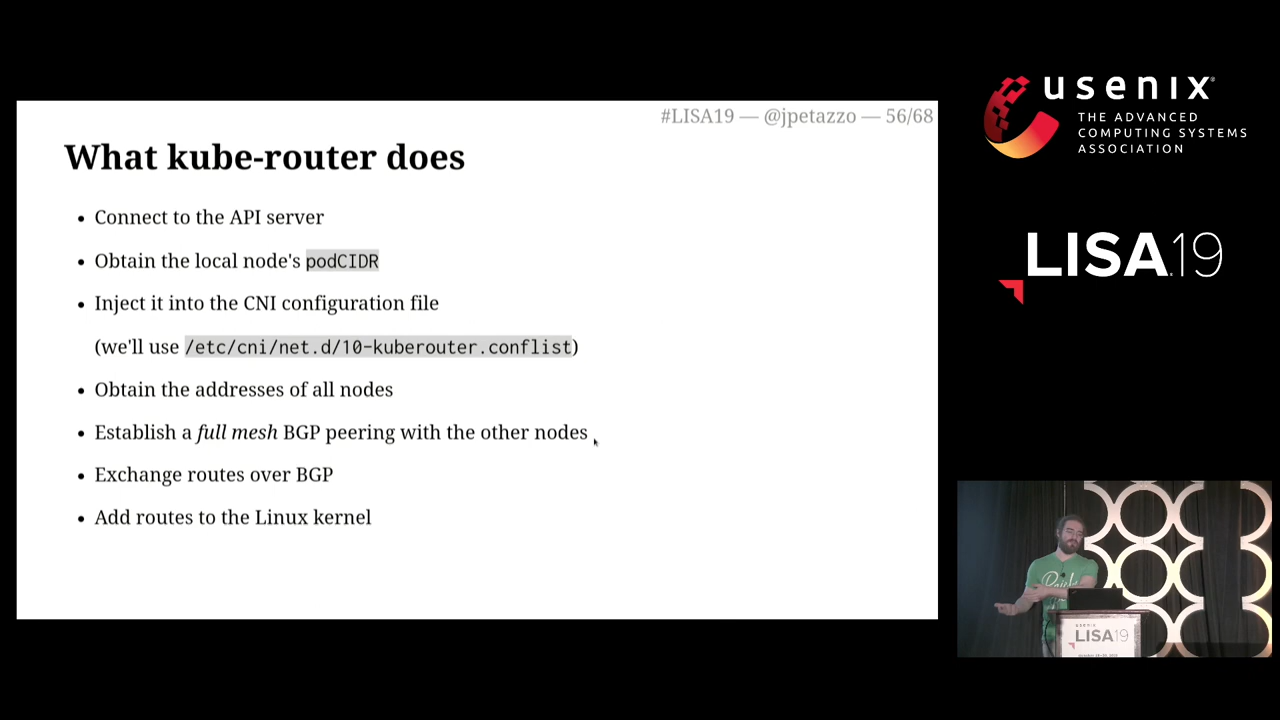 #LISA19 — @jpetazzo — 56/68
What kube-router does
• Connect to the API server
• Obtain the local node's podCIDR
• Inject it into the CNI configuration file
(we'll use /etc/cni/net.d/10-kuberouter.conflist)
• Obtain the addresses of all nodes
• Establish a full mesh BGP peering with the other nodes
• Exchange routes over BGP
• Add routes to the Linux kernel
usenix
THE ADVANCED
COMPUTING SYSTEMS
ASSOCIATION
LISA19
usenix
LISA19